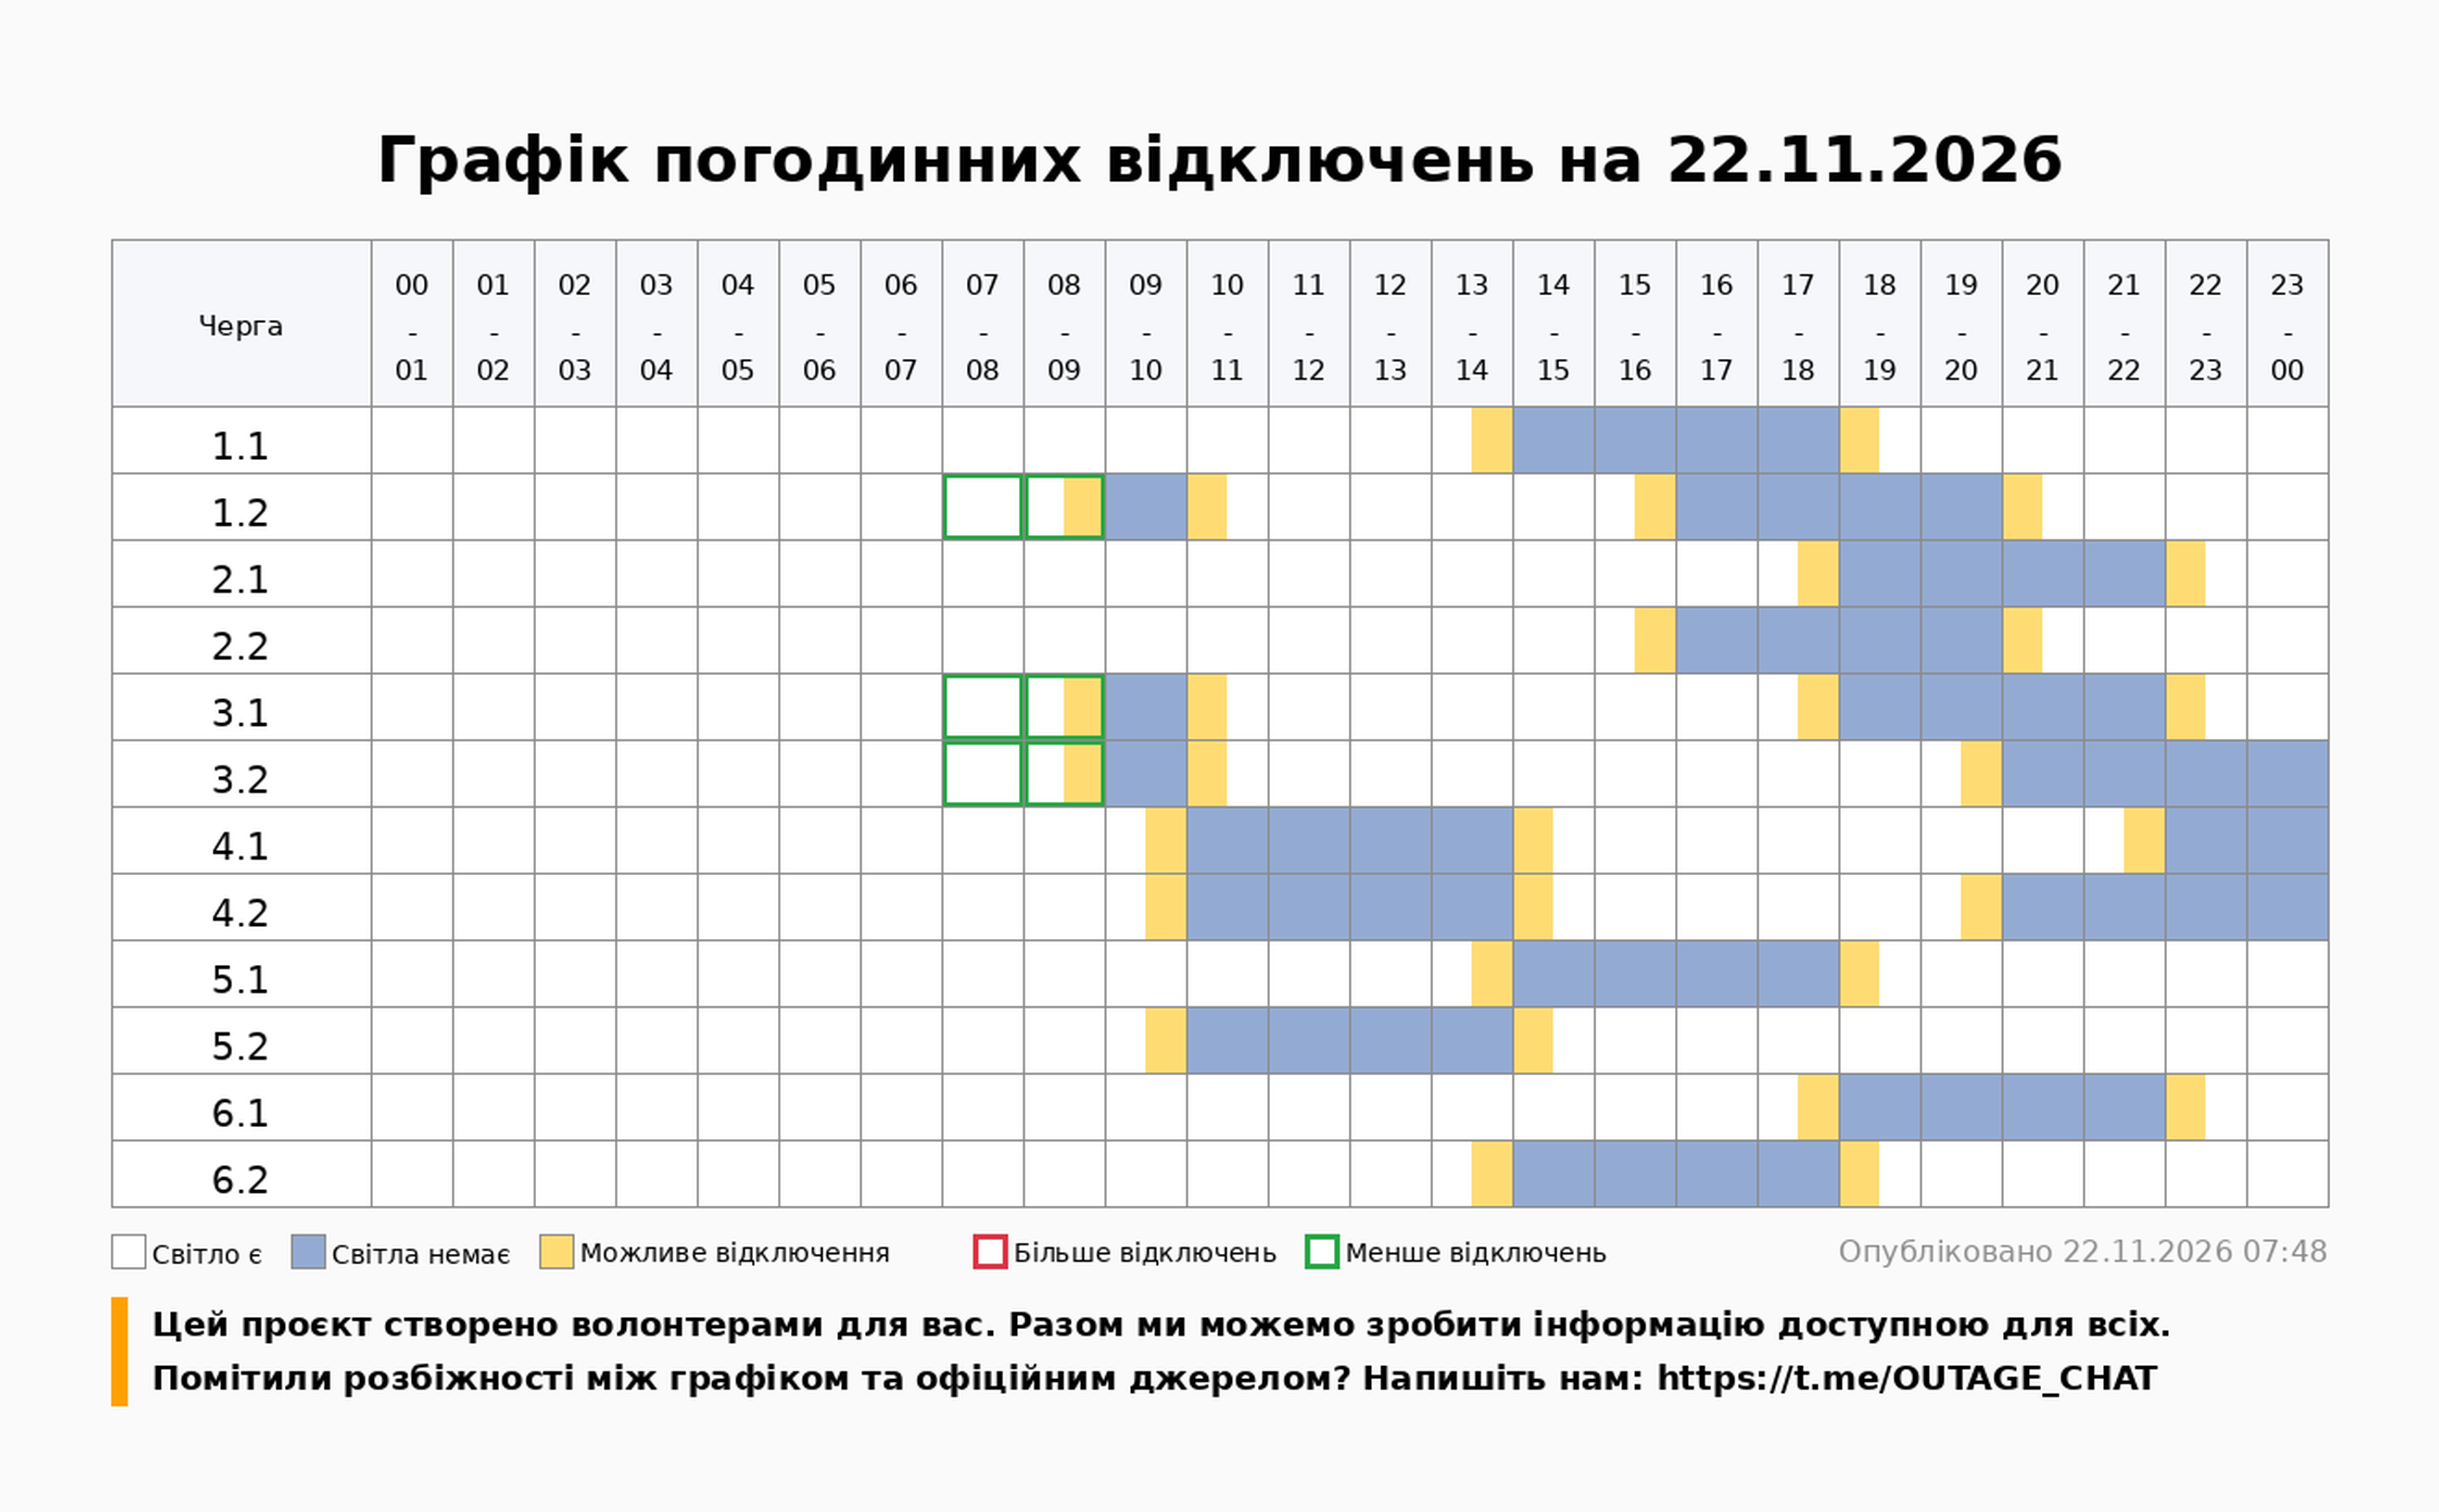 Графік погодинних відключень на 22.11.2026
Черга
00 - 01
01 - 02
02 - 03
03 - 04
04 - 05
05 - 06
06 - 07
07 - 08
08 - 09
09 - 10
10 - 11
11 - 12
12 - 13
13 - 14
14 - 15
15 - 16
16 - 17
17 - 18
18 - 19
19 - 20
20 - 21
21 - 22
22 - 23
23 - 00
1.1
1.2
2.1
2.2
3.1
3.2
4.1
4.2
5.1
5.2
6.1
6.2
Світло є Світла немає Можливе відключення Більше відключень Менше відключень Опубліковано 22.11.2026 07:48
Цей проєкт створено волонтерами для вас. Разом ми можемо зробити інформацію доступною для всіх.
Помітили розбіжності між графіком та офіційним джерелом? Напишіть нам: https://t.me/OUTAGE_CHAT